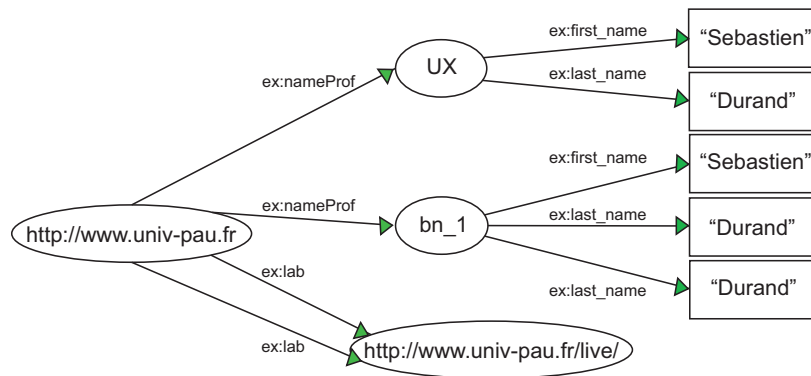 ex:first_name
“Sebastien”
UX
ex:last_name
ex:nameProf
“Durand”
ex:first_name
“Sebastien”
ex:nameProf
bn_1
ex:last_name
“Durand”
http://www.univ-pau.fr
ex:lab
ex:last_name
“Durand”
ex:lab
http://www.univ-pau.fr/live/